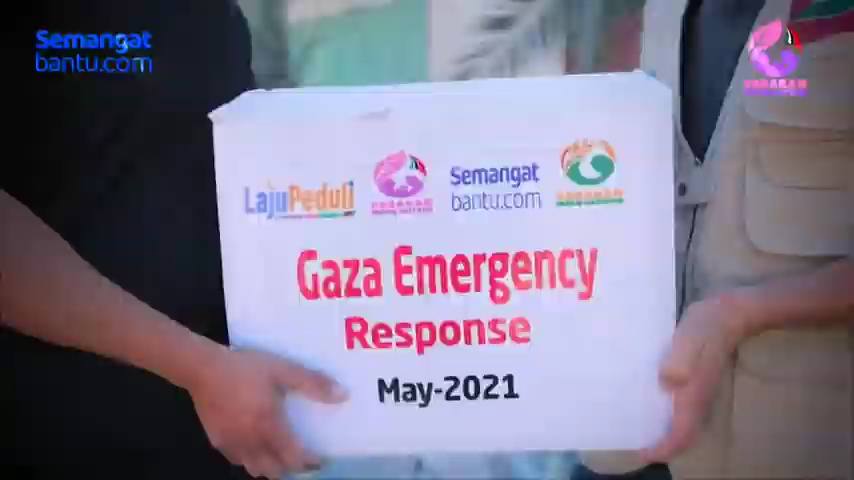 Semangat
bantu.com
LajuPeduli
Semangat
bantu.com
Gaza Emergency
Response
May-2021